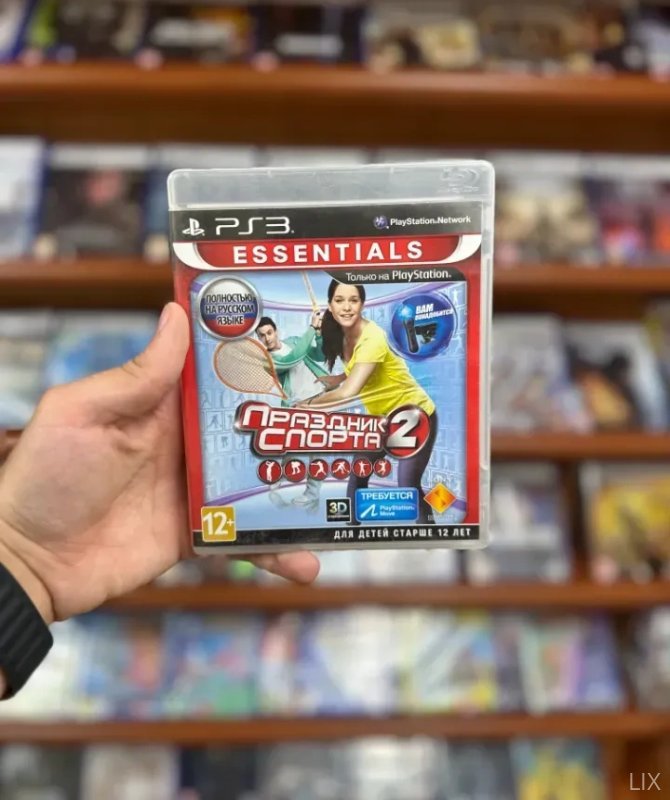 PS3
PlayStation®Network
ESSENTIALS
Только на PlayStation®
ПОЛНОСТЬЮ
НА РУССКОМ
ЯЗЫКЕ
ВАМ
ПОНАДОБИТСЯ
ПРАЗДНИК
СПОРТА 2
3D
ТРЕБУЕТСЯ
PlayStation®
Move
12+
ДЛЯ ДЕТЕЙ СТАРШЕ 12 ЛЕТ
LIX